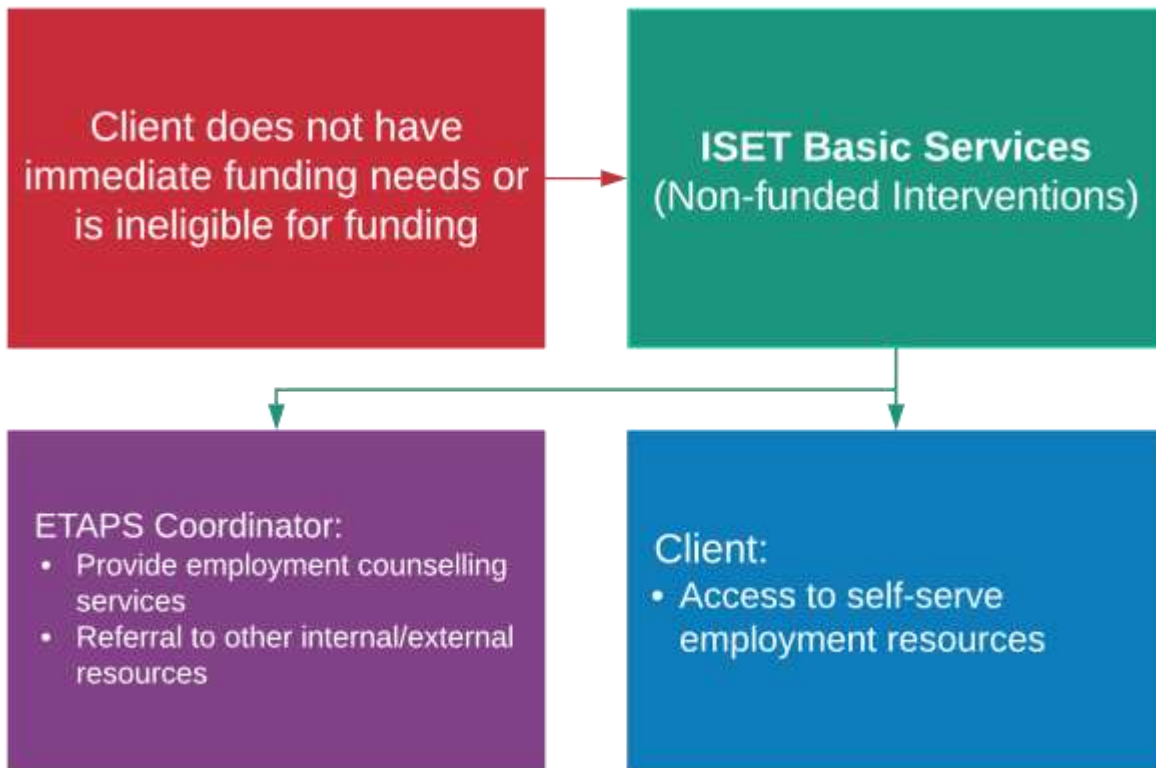 Client does not have
immediate funding needs or
is ineligible for funding
ISET Basic Services
(Non-funded Interventions)
ETAPS Coordinator:
• Provide employment counselling
services
• Referral to other internal/external
resources
Client:
• Access to self-serve
employment resources